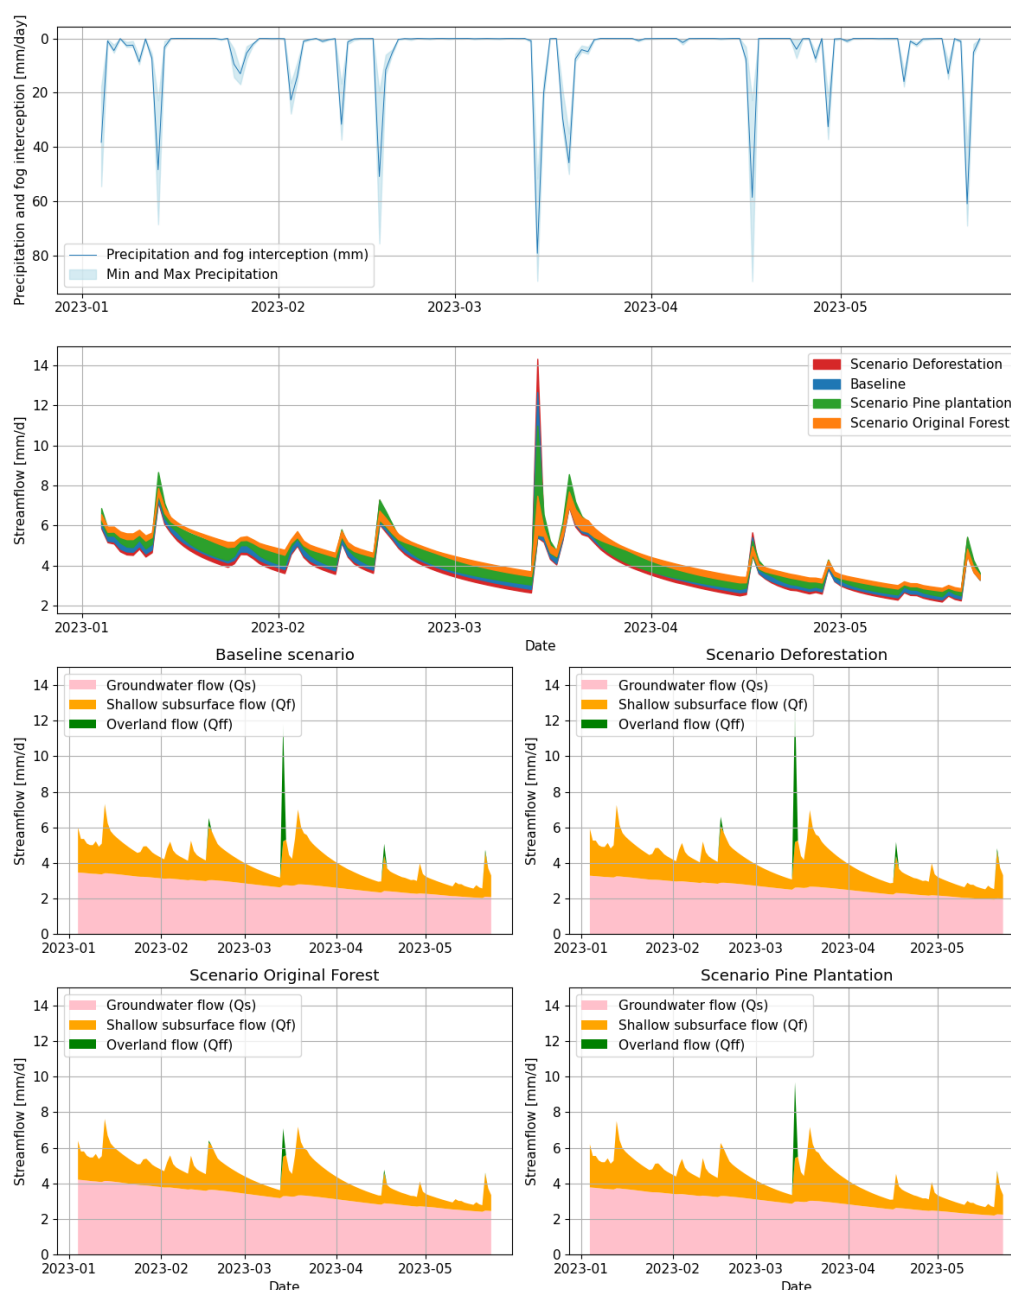 0
20
40
60
80
Precipitation and fog interception [mm/day]
Precipitation and fog interception (mm)
Min and Max Precipitation
2023-01 2023-02 2023-03 2023-04 2023-05
14
12
10
8
6
4
2
Streamflow [mm/d]
Scenario Deforestation
Baseline
Scenario Pine plantation
Scenario Original Forest
2023-01 2023-02 2023-03 2023-04 2023-05
Date
Baseline scenario
14
12
10
8
6
4
2
0
Streamflow [mm/d]
Groundwater flow (Qs)
Shallow subsurface flow (Qf)
Overland flow (Qff)
2023-01 2023-02 2023-03 2023-04 2023-05
Scenario Deforestation
14
12
10
8
6
4
2
0
Streamflow [mm/d]
Groundwater flow (Qs)
Shallow subsurface flow (Qf)
Overland flow (Qff)
2023-01 2023-02 2023-03 2023-04 2023-05
Scenario Original Forest
14
12
10
8
6
4
2
0
Streamflow [mm/d]
Groundwater flow (Qs)
Shallow subsurface flow (Qf)
Overland flow (Qff)
2023-01 2023-02 2023-03 2023-04 2023-05
Date
Scenario Pine Plantation
14
12
10
8
6
4
2
0
Streamflow [mm/d]
Groundwater flow (Qs)
Shallow subsurface flow (Qf)
Overland flow (Qff)
2023-01 2023-02 2023-03 2023-04 2023-05
Date